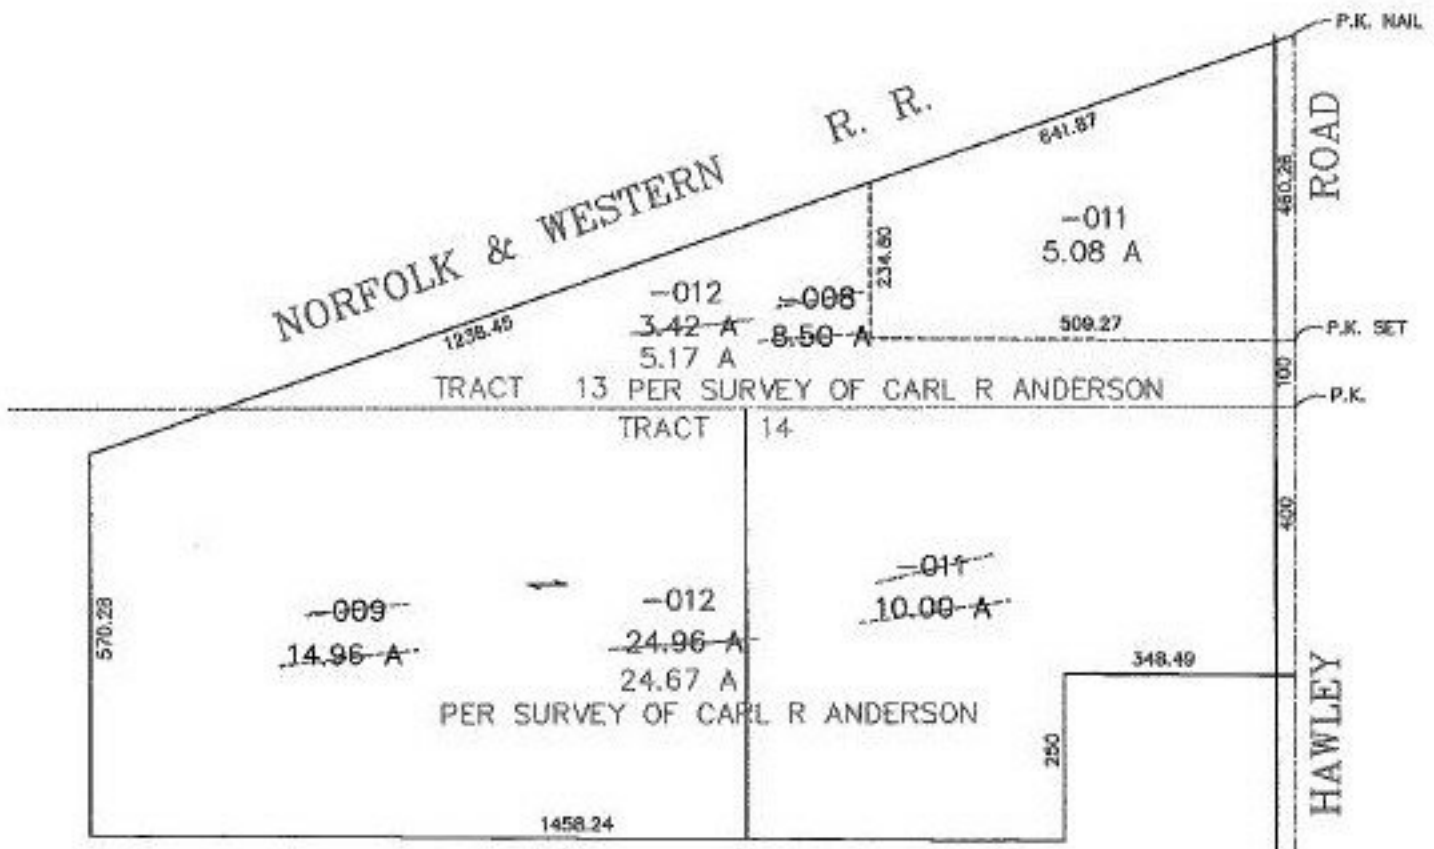 P.K. NAIL
NORFOLK & WESTERN R. R.
641.87
ROAD
460.28
-011
5.08 A
234.60
-012
-008
1238.45
3.42 A
8.50 A
509.27
P.K. SET
5.17 A
100
TRACT 13 PER SURVEY OF CARL R ANDERSON
P.K.
TRACT 14
400
-011
-009
-012
10.00 A
570.28
14.96 A
24.96 A
348.49
24.67 A
PER SURVEY OF CARL R ANDERSON
250
HAWLEY
1458.24